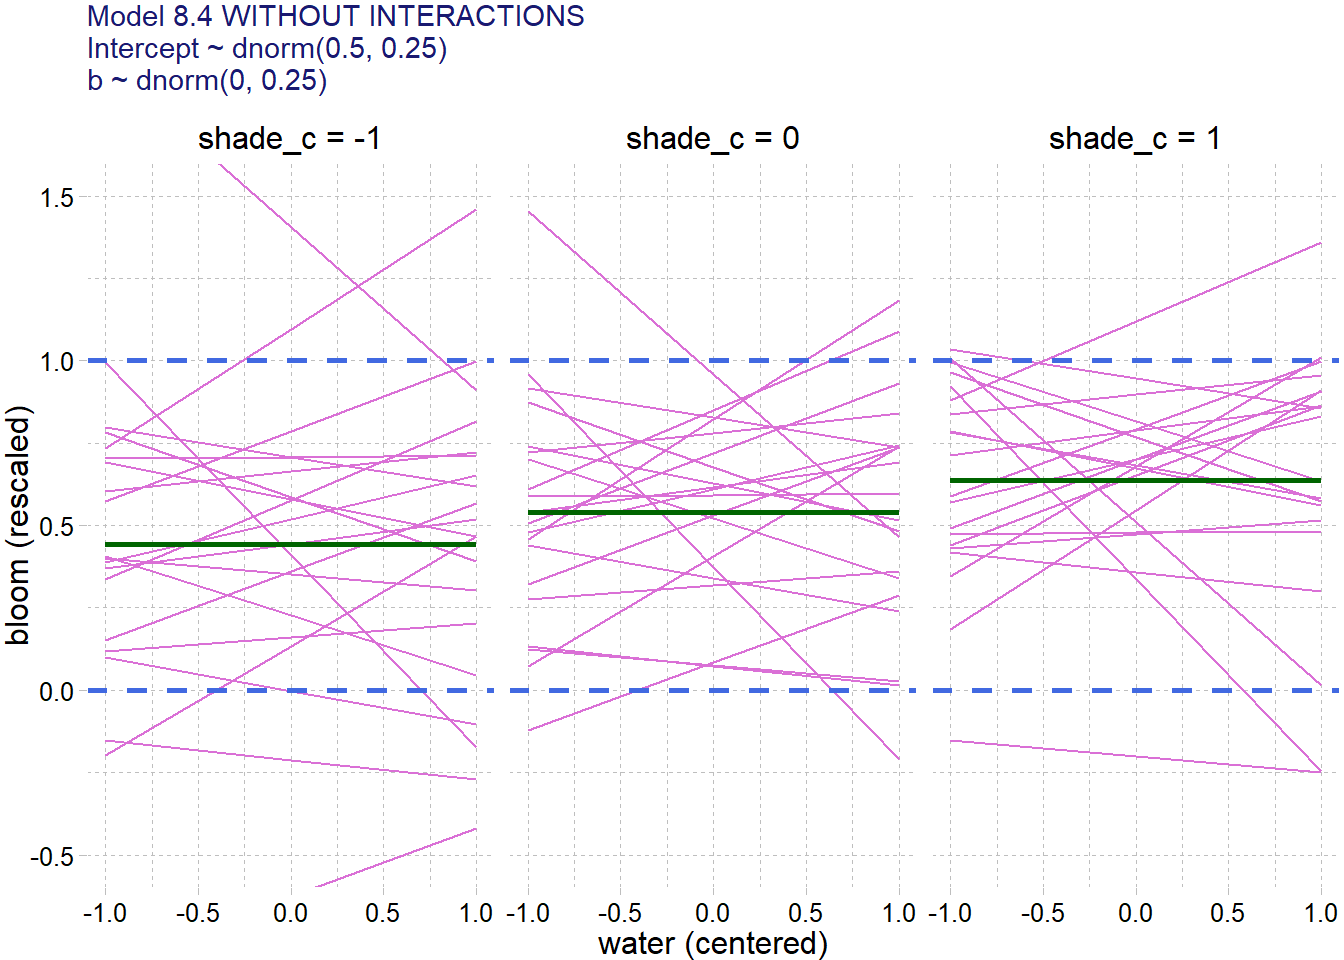 Model 8.4 WITHOUT INTERACTIONS
Intercept ~ dnorm(0.5, 0.25)
b ~ dnorm(0, 0.25)
shade_c = -1 shade_c = 0 shade_c = 1
1.5
1.0
0.5
0.0
-0.5
bloom (rescaled)
-1.0 -0.5 0.0 0.5 1.0 -1.0 -0.5 0.0 0.5 1.0 -1.0 -0.5 0.0 0.5 1.0
water (centered)